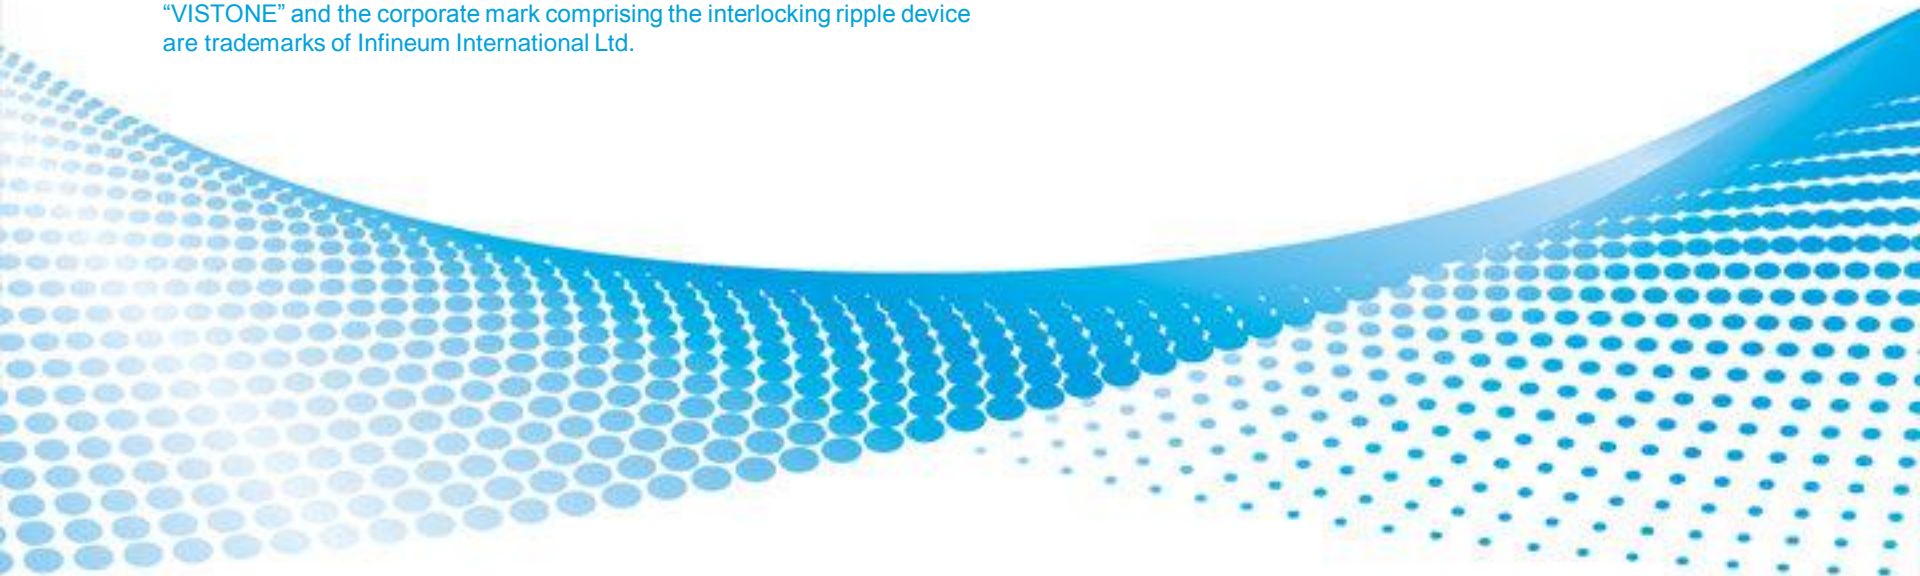 “VISTONE” and the corporate mark comprising the interlocking ripple device
are trademarks of Infineum International Ltd.